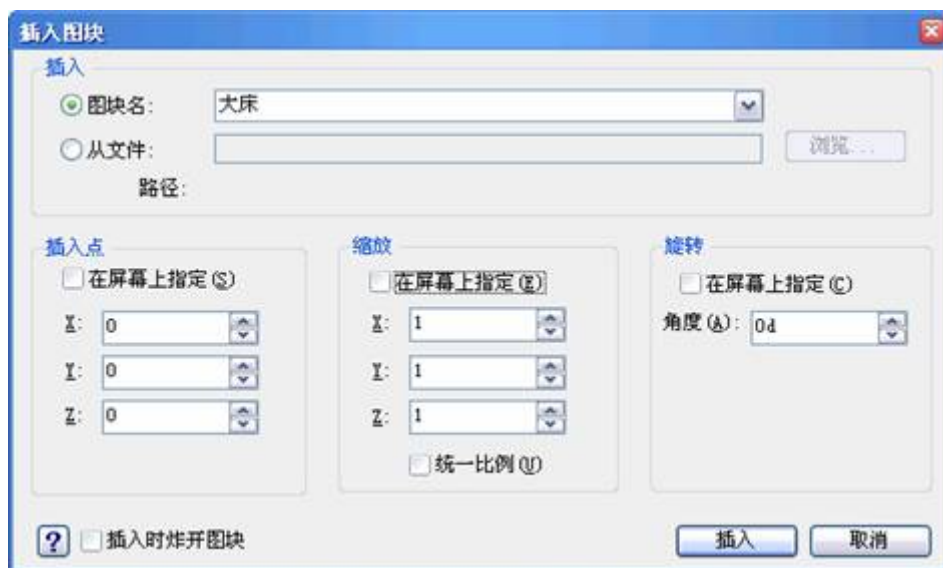 插入图块
插入
图块名: 大床
从文件: 浏览...
路径:
插入点
在屏幕上指定(S)
X: 0
Y: 0
Z: 0
缩放
在屏幕上指定(E)
X: 1
Y: 1
Z: 1
统一比例(U)
旋转
在屏幕上指定(C)
角度(A): 0d
? 插入时炸开图块 插入 取消